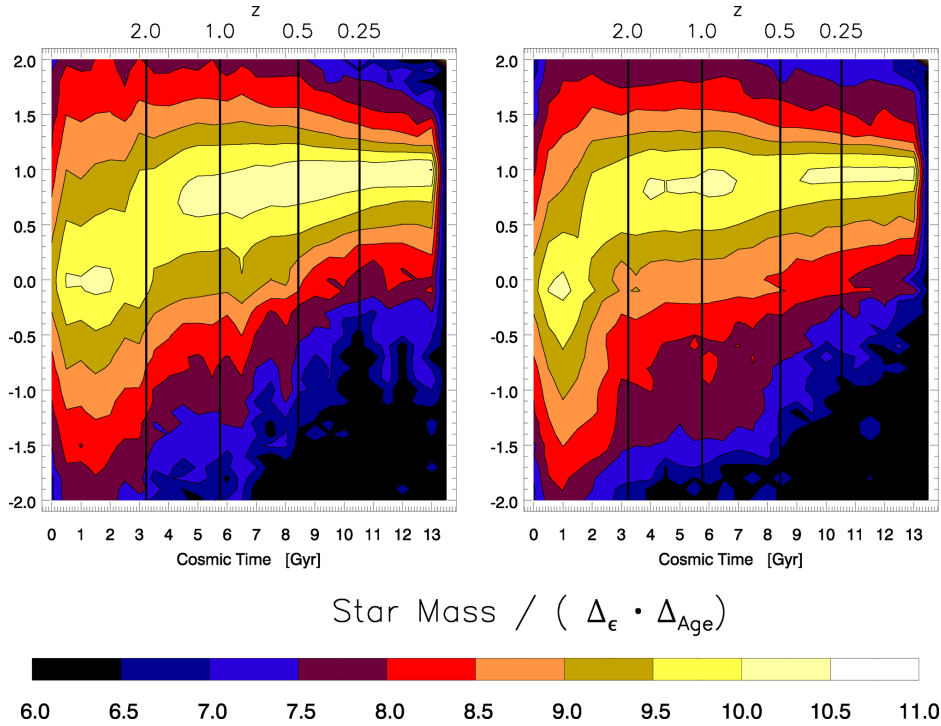 z z
2.0 1.0 0.5 0.25 2.0 1.0 0.5 0.25
2.0 2.0
1.5 1.5
1.0 1.0
0.5 0.5
0.0 0.0
-0.5 -0.5
-1.0 -1.0
-1.5 -1.5
-2.0 -2.0
0 1 2 3 4 5 6 7 8 9 10 11 12 13 0 1 2 3 4 5 6 7 8 9 10 11 12 13
Cosmic Time [Gyr] Cosmic Time [Gyr]
Star Mass / ( Δϵ · ΔAge)
6.0 6.5 7.0 7.5 8.0 8.5 9.0 9.5 10.0 10.5 11.0